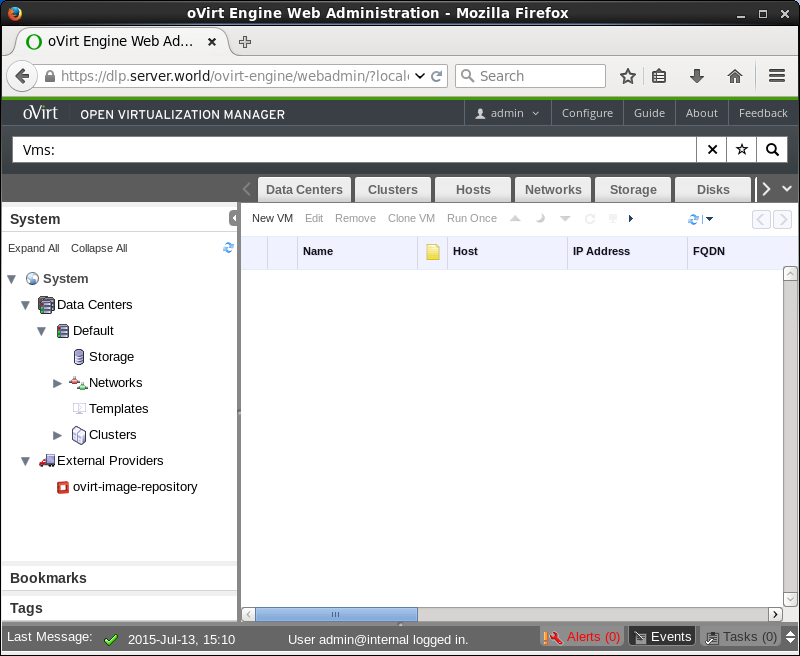 oVirt Engine Web Administration - Mozilla Firefox
oVirt Engine Web Ad...
https://dlp.server.world/ovirt-engine/webadmin/?local
Search
oVirt OPEN VIRTUALIZATION MANAGER admin Configure Guide About Feedback
Vms:
Data Centers Clusters Hosts Networks Storage Disks
System
New VM Edit Remove Clone VM Run Once
Expand All Collapse All
Name Host IP Address FQDN
System
Data Centers
Default
Storage
Networks
Templates
Clusters
External Providers
ovirt-image-repository
Bookmarks
Tags
Last Message: 2015-Jul-13, 15:10 User admin@internal logged in. Alerts (0) Events Tasks (0)